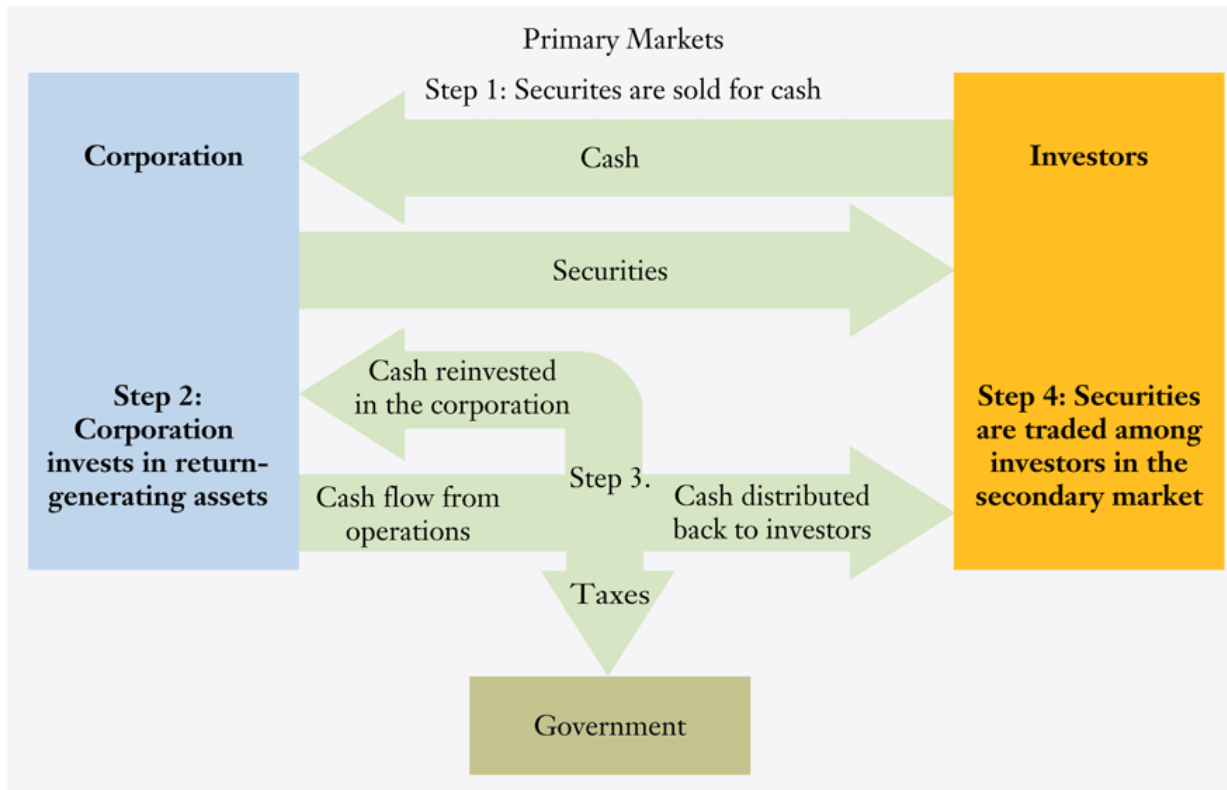 Primary Markets
Step 1: Securites are sold for cash
Corporation
Cash
Investors
Securities
Cash reinvested
in the corporation
Step 2:
Corporation
invests in return-
generating assets
Step 4: Securities
are traded among
investors in the
secondary market
Step 3.
Cash flow from
operations
Cash distributed
back to investors
Taxes
Government